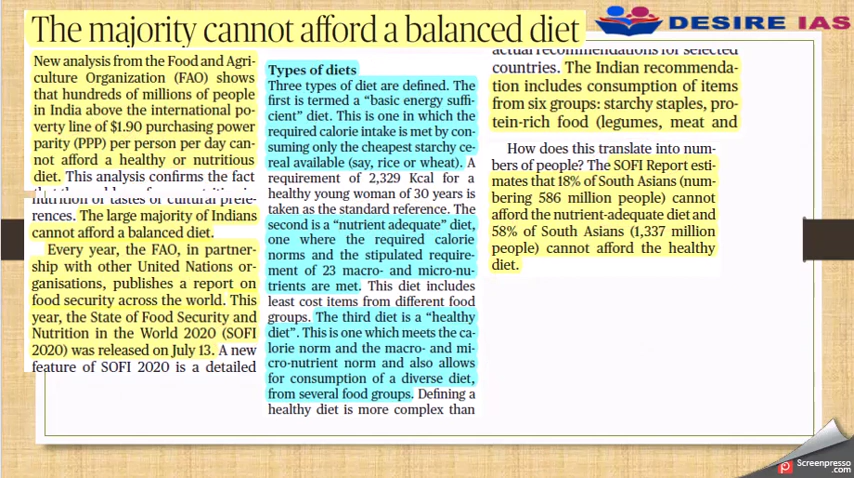 The majority cannot afford a balanced diet
DESIRE IAS
New analysis from the Food and Agri-
culture Organization (FAO) shows
that hundreds of millions of people
in India above the international po-
verty line of $1.90 purchasing power
parity (PPP) per person per day can-
not afford a healthy or nutritious
diet. This analysis confirms the fact
rences. The large majority of Indians
cannot afford a balanced diet.
Every year, the FAO, in partner-
ship with other United Nations or-
ganisations, publishes a report on
food security across the world. This
year, the State of Food Security and
Nutrition in the World 2020 (SOFI
2020) was released on July 13. A new
feature of SOFI 2020 is a detailed
Types of diets
Three types of diet are defined. The
first is termed a “basic energy suffi-
cient” diet. This is one in which the
required calorie intake is met by con-
suming only the cheapest starchy ce-
real available (say, rice or wheat). A
requirement of 2,329 Kcal for a
healthy young woman of 30 years is
taken as the standard reference. The
second is a “nutrient adequate” diet,
one where the required calorie
norms and the stipulated require-
ment of 23 macro- and micro-nu-
trients are met. This diet includes
least cost items from different food
groups. The third diet is a “healthy
diet”. This is one which meets the ca-
lorie norm and the macro- and mi-
cro-nutrient norm and also allows
for consumption of a diverse diet,
from several food groups. Defining a
healthy diet is more complex than
actual recommendations for selected
countries. The Indian recommenda-
tion includes consumption of items
from six groups: starchy staples, pro-
tein-rich food (legumes, meat and
How does this translate into num-
bers of people? The SOFI Report esti-
mates that 18% of South Asians (num-
bering 586 million people) cannot
afford the nutrient-adequate diet and
58% of South Asians (1,337 million
people) cannot afford the healthy
diet.
Screenpresso
.com